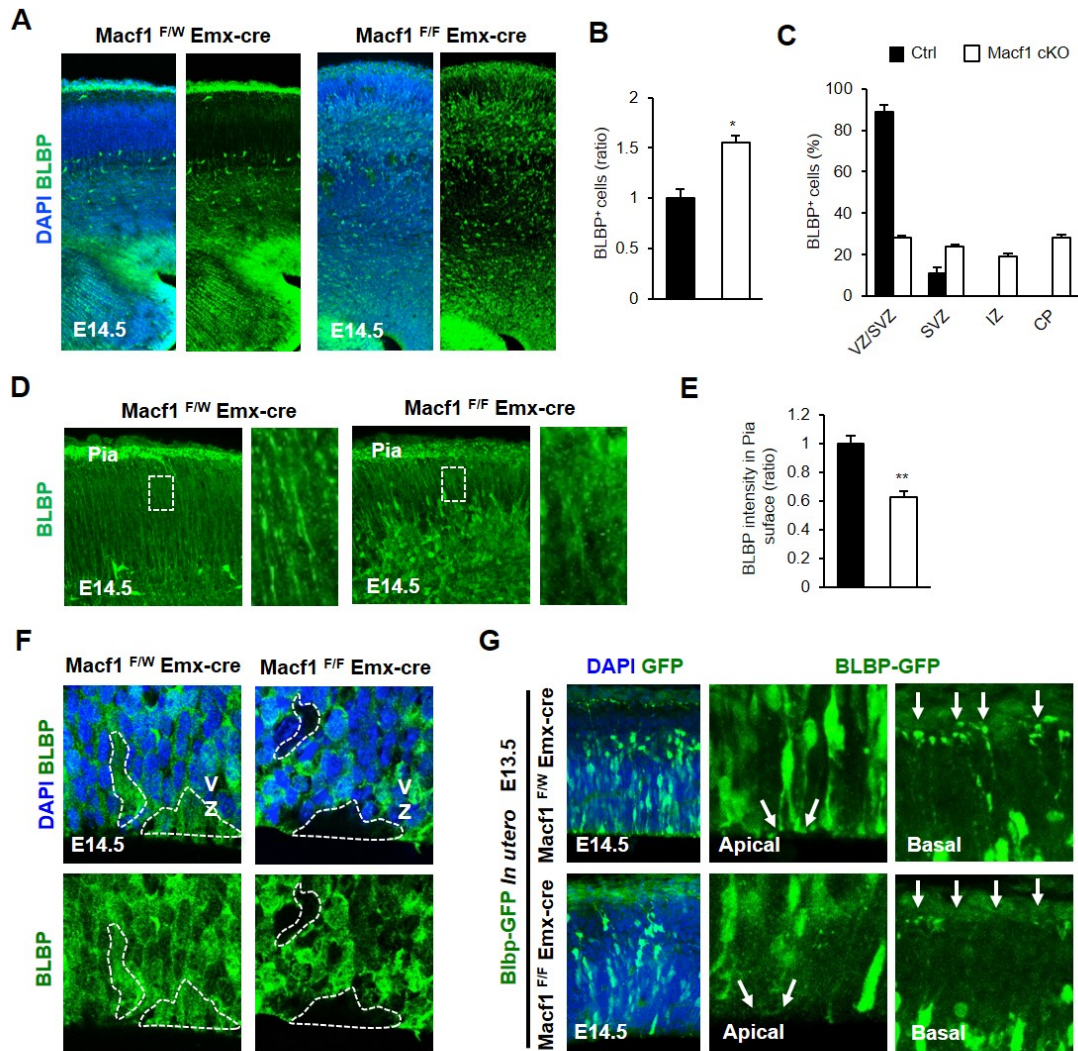 A
Macf1 F/W Emx-cre
Macf1 F/F Emx-cre
DAPI BLBP
E14.5
E14.5
B
BLBP+ cells (ratio)
2
1.5
1
0.5
0
*
C
Ctrl
Macf1 cKO
BLBP+ cells (%)
100
80
60
40
20
0
VZ/SVZ
SVZ
IZ
CP
D
Macf1 F/W Emx-cre
Macf1 F/F Emx-cre
BLBP
Pia
E14.5
Pia
E14.5
E
BLBP intensity in Pia
suface (ratio)
1.2
1
0.8
0.6
0.4
0.2
0
**
F
Macf1 F/W Emx-cre
Macf1 F/F Emx-cre
DAPI BLBP
V
Z
E14.5
V
Z
BLBP
G
DAPI GFP
BLBP-GFP
Blbp-GFP In utero E13.5
Macf1 F/W Emx-cre
E14.5
Apical
Basal
Macf1 F/F Emx-cre
E14.5
Apical
Basal